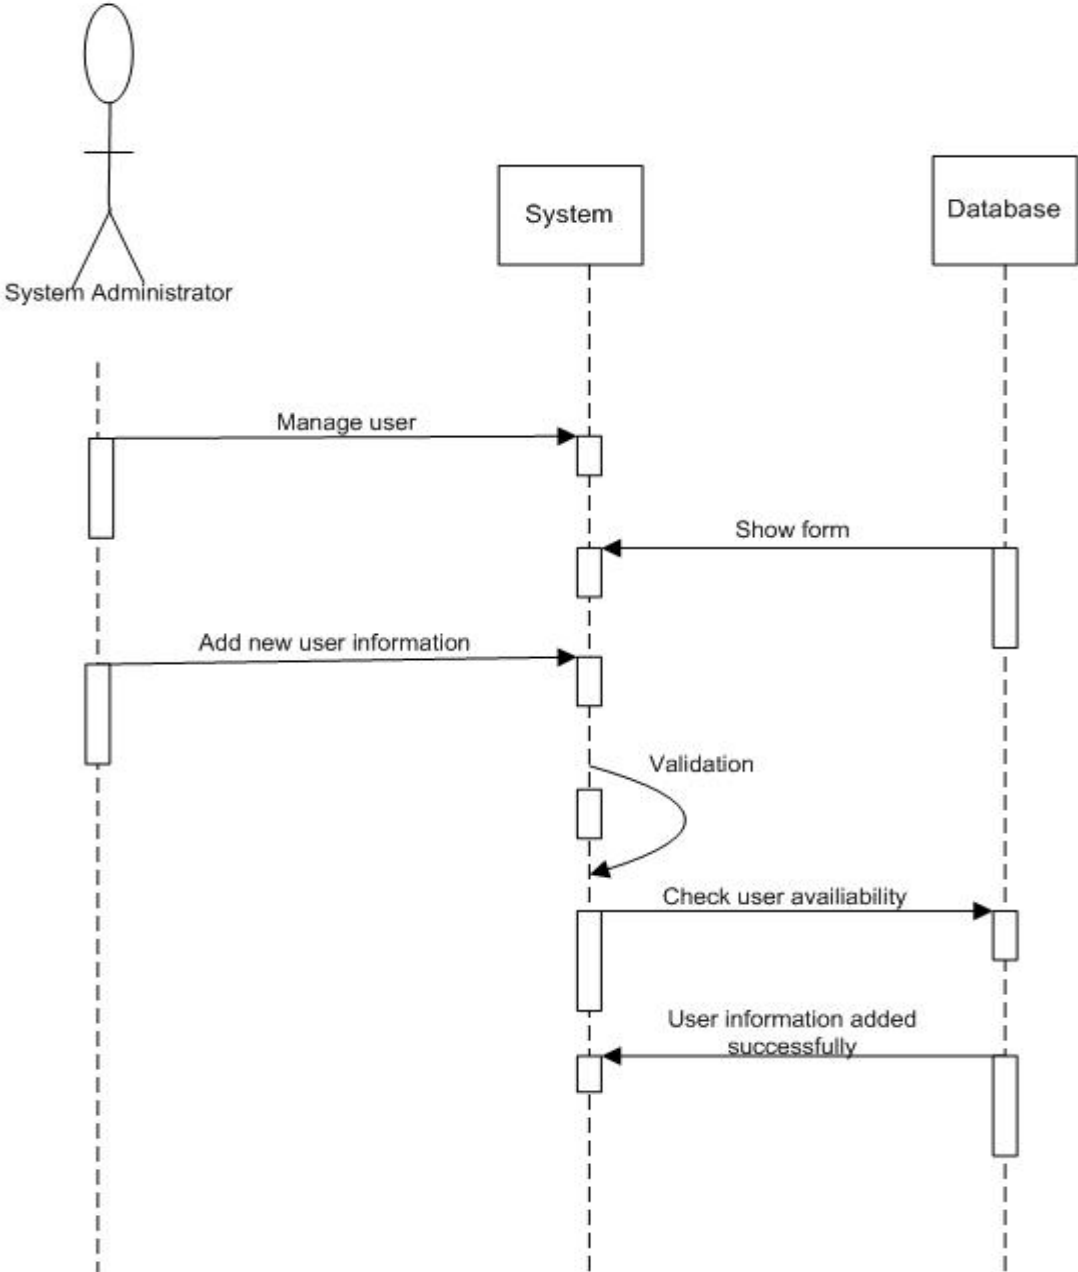 System
Database
System Administrator
Manage user
Show form
Add new user information
Validation
Check user availiability
User information added
successfully